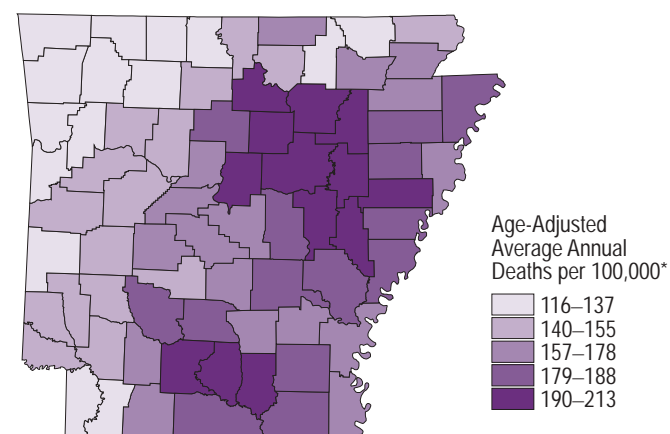 Age-Adjusted
Average Annual
Deaths per 100,000*
116–137
140–155
157–178
179–188
190–213